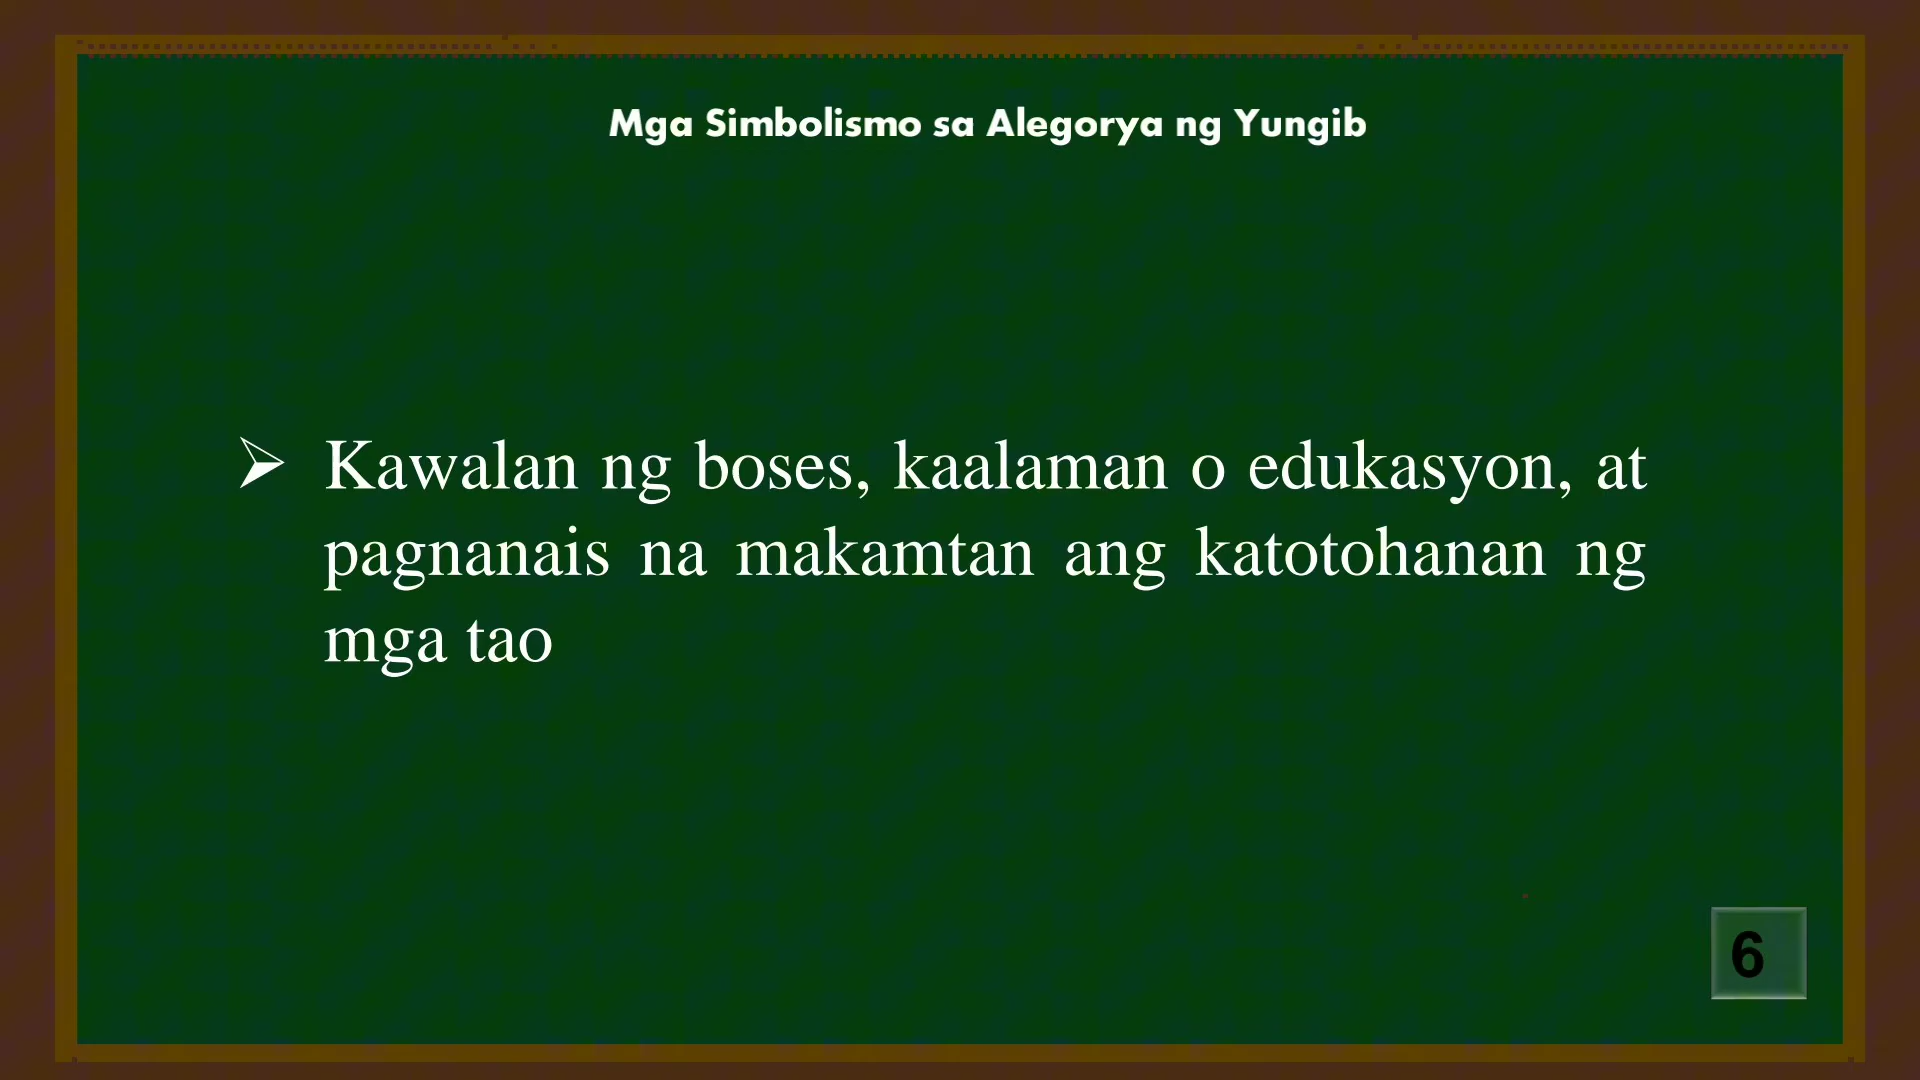 Mga Simbolismo sa Alegorya ng Yungib
➢ Kawalan ng boses, kaalaman o edukasyon, at
pagnanais na makamtan ang katotohanan ng
mga tao
6